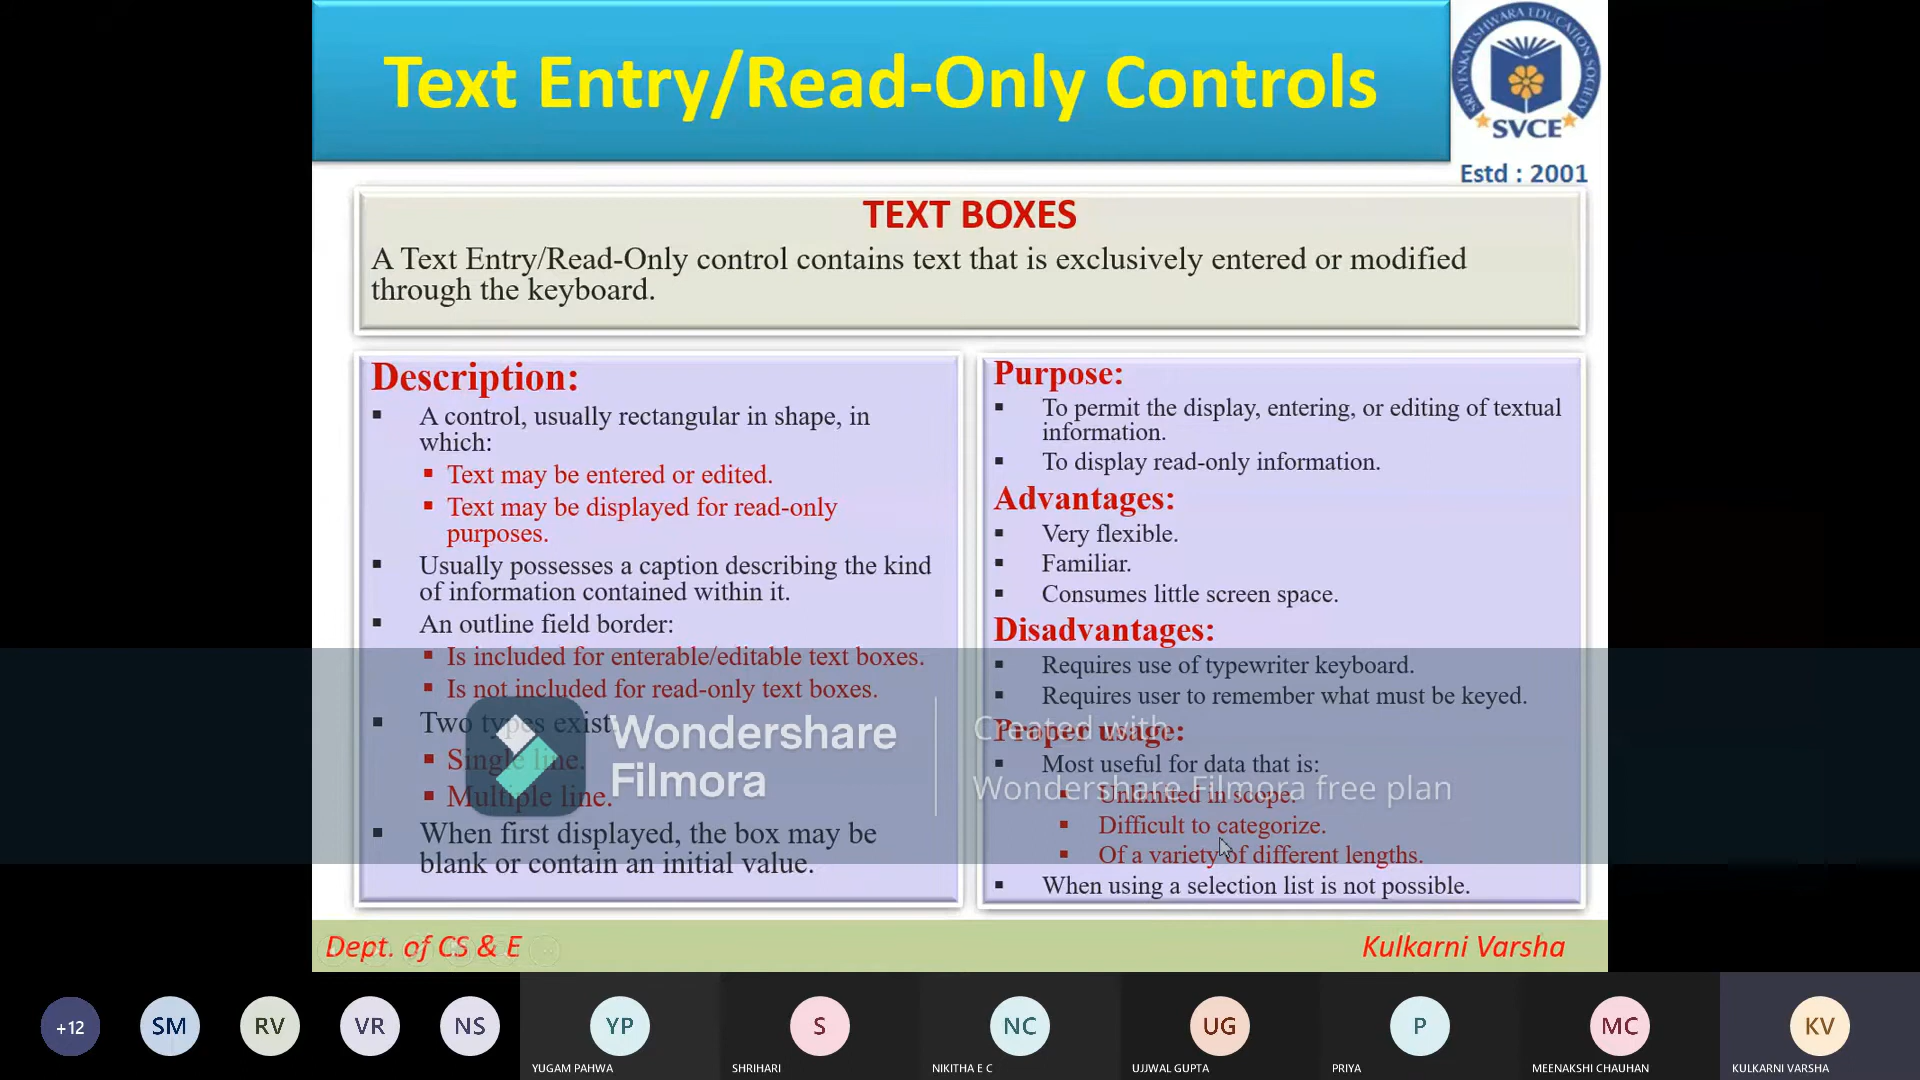 Text Entry/Read-Only Controls
SRI VENKATESHWARA EDUCATION SOCIETY
SVCE
Estd : 2001
TEXT BOXES
A Text Entry/Read-Only control contains text that is exclusively entered or modified
through the keyboard.
Description:
▪ A control, usually rectangular in shape, in
which:
▪ Text may be entered or edited.
▪ Text may be displayed for read-only
purposes.
▪ Usually possesses a caption describing the kind
of information contained within it.
▪ An outline field border:
▪ Is included for enterable/editable text boxes.
▪ Is not included for read-only text boxes.
▪ Two types exist.
▪ Single line.
▪ Multiple line.
▪ When first displayed, the box may be
blank or contain an initial value.
Purpose:
▪ To permit the display, entering, or editing of textual
information.
▪ To display read-only information.
Advantages:
▪ Very flexible.
▪ Familiar.
▪ Consumes little screen space.
Disadvantages:
▪ Requires use of typewriter keyboard.
▪ Requires user to remember what must be keyed.
Proper usage:
▪ Most useful for data that is:
▪ Unlimited in scope.
▪ Difficult to categorize.
▪ Of a variety of different lengths.
▪ When using a selection list is not possible.
Wondershare
Filmora
Created with
Wondershare Filmora free plan
Dept. of CS & E
Kulkarni Varsha
+12
SM
RV
VR
NS
YP
S
NC
UG
P
MC
KV
YUGAM PAHWA
SHRIHARI
NIKITHA E C
UJJWAL GUPTA
PRIYA
MEENAKSHI CHAUHAN
KULKARNI VARSHA